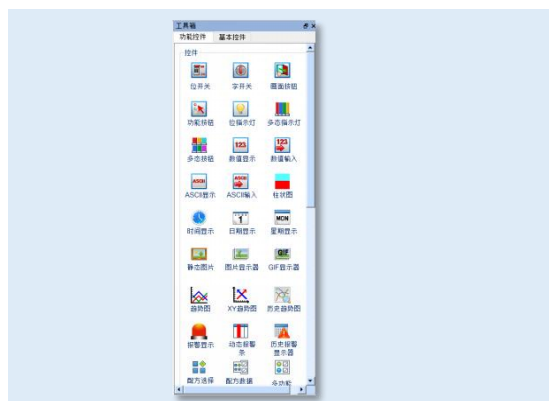 工具箱
功能控件 基本控件
控件
位开关 字开关 画面按钮
功能按钮 位指示灯 多态指示灯
多态按钮 数值显示 数值输入
ASCII显示 ASCII输入 柱状图
时间显示 日期显示 星期显示
静态图片 图片显示器 GIF显示器
趋势图 XY趋势图 历史趋势图
报警显示 动态报警条 历史报警显示器
配方选择 配方数据 多功能